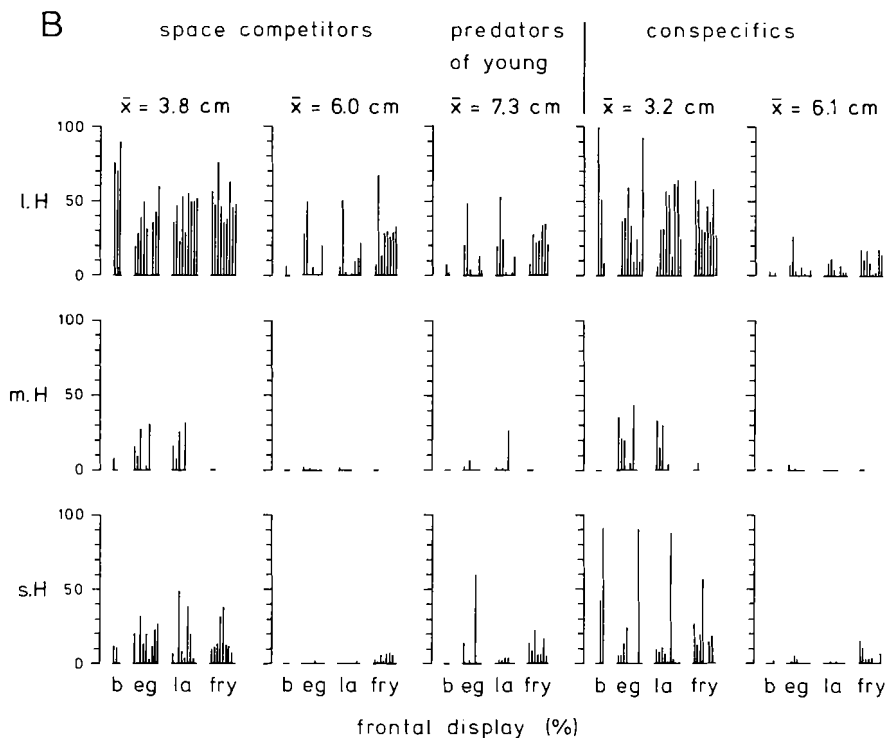 B
space competitors predators conspecifics
of young
x̄ = 3.8 cm x̄ = 6.0 cm x̄ = 7.3 cm x̄ = 3.2 cm x̄ = 6.1 cm
100
l.H 50
0
100
m.H 50
0
100
s.H 50
0
b eg la fry b eg la fry b eg la fry b eg la fry b eg la fry
frontal display (%)